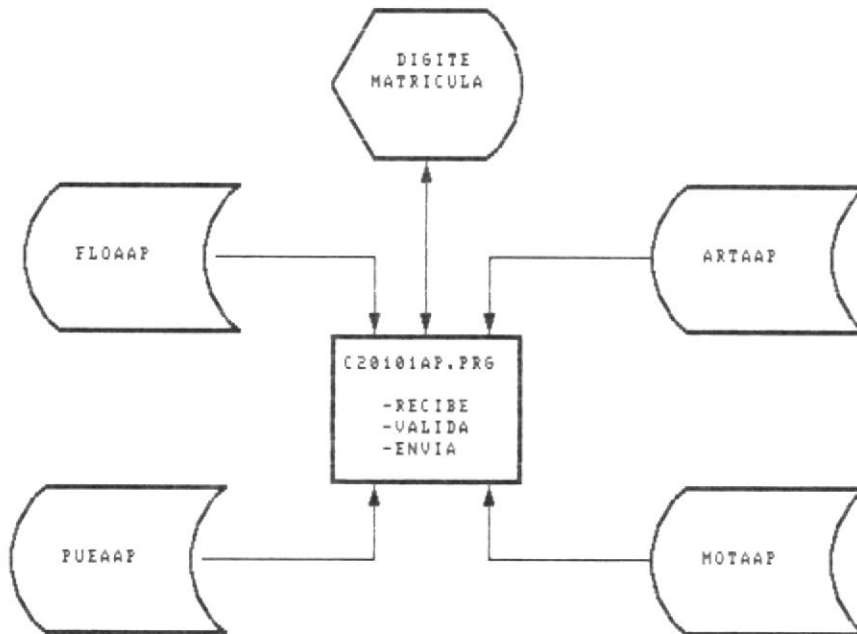 DIGITE
MATRICULA
FLOAAP
ARTAAP
C20101AP.PRG
-RECIBE
-VALIDA
-ENVIA
PUEAAP
MOTAAP